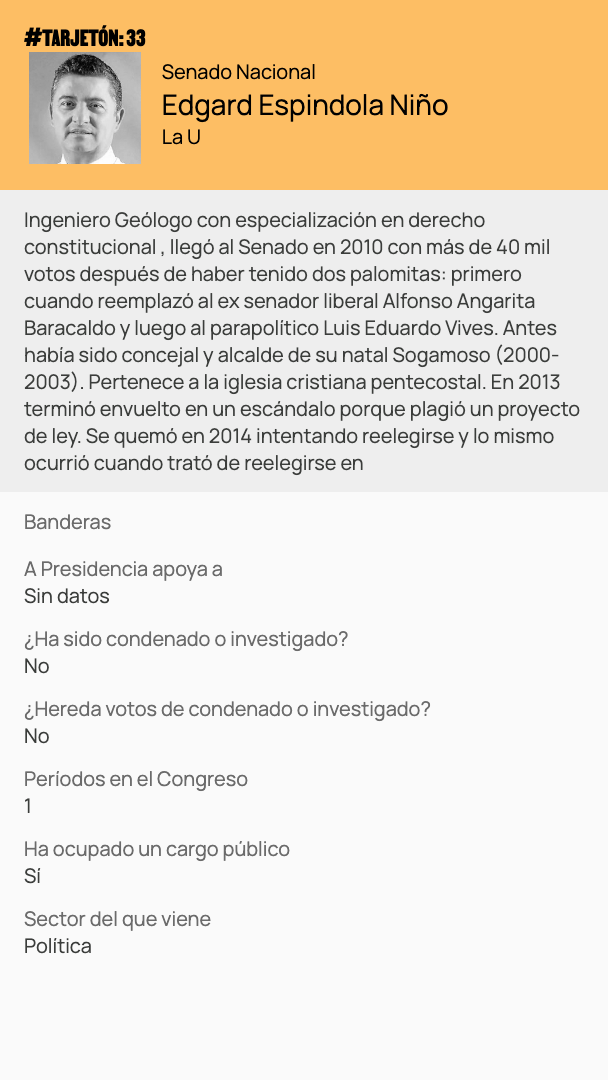 #TARJETÓN: 33
Senado Nacional
Edgard Espindola Niño
La U
Ingeniero Geólogo con especialización en derecho
constitucional , llegó al Senado en 2010 con más de 40 mil
votos después de haber tenido dos palomitas: primero
cuando reemplazó al ex senador liberal Alfonso Angarita
Baracaldo y luego al parapolítico Luis Eduardo Vives. Antes
había sido concejal y alcalde de su natal Sogamoso (2000-
2003). Pertenece a la iglesia cristiana pentecostal. En 2013
terminó envuelto en un escándalo porque plagió un proyecto
de ley. Se quemó en 2014 intentando reelegirse y lo mismo
ocurrió cuando trató de reelegirse en
Banderas
A Presidencia apoya a
Sin datos
¿Ha sido condenado o investigado?
No
¿Hereda votos de condenado o investigado?
No
Períodos en el Congreso
1
Ha ocupado un cargo público
Sí
Sector del que viene
Política